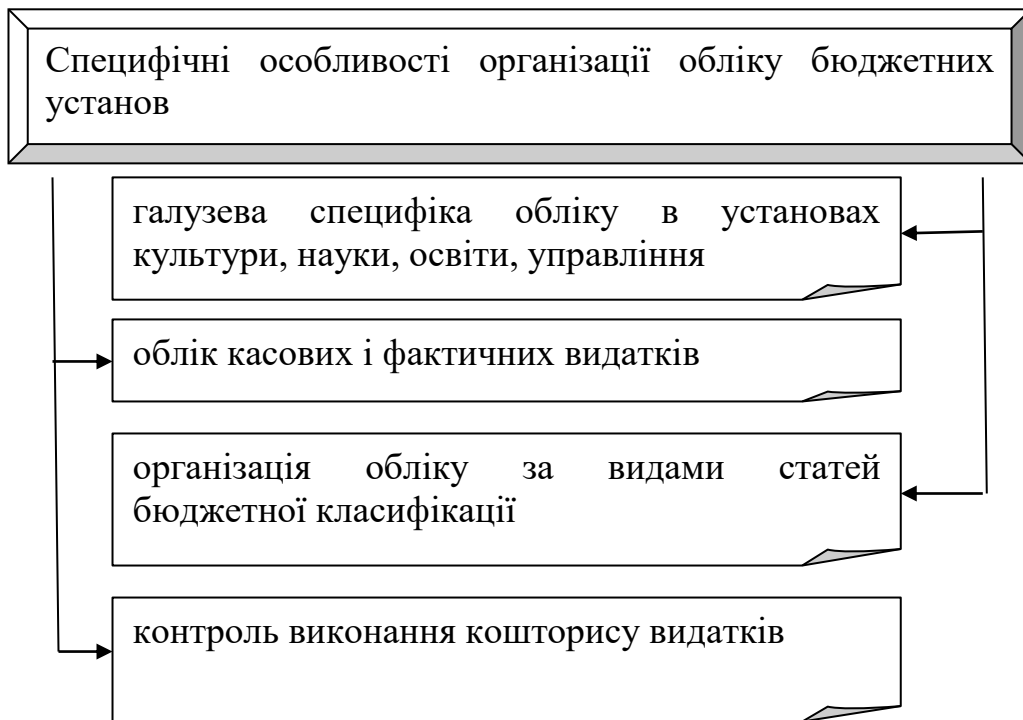 Специфічні особливості організації обліку бюджетних
установ
галузева специфіка обліку в установах
культури, науки, освіти, управління
облік касових і фактичних видатків
організація обліку за видами статей
бюджетної класифікації
контроль виконання кошторису видатків